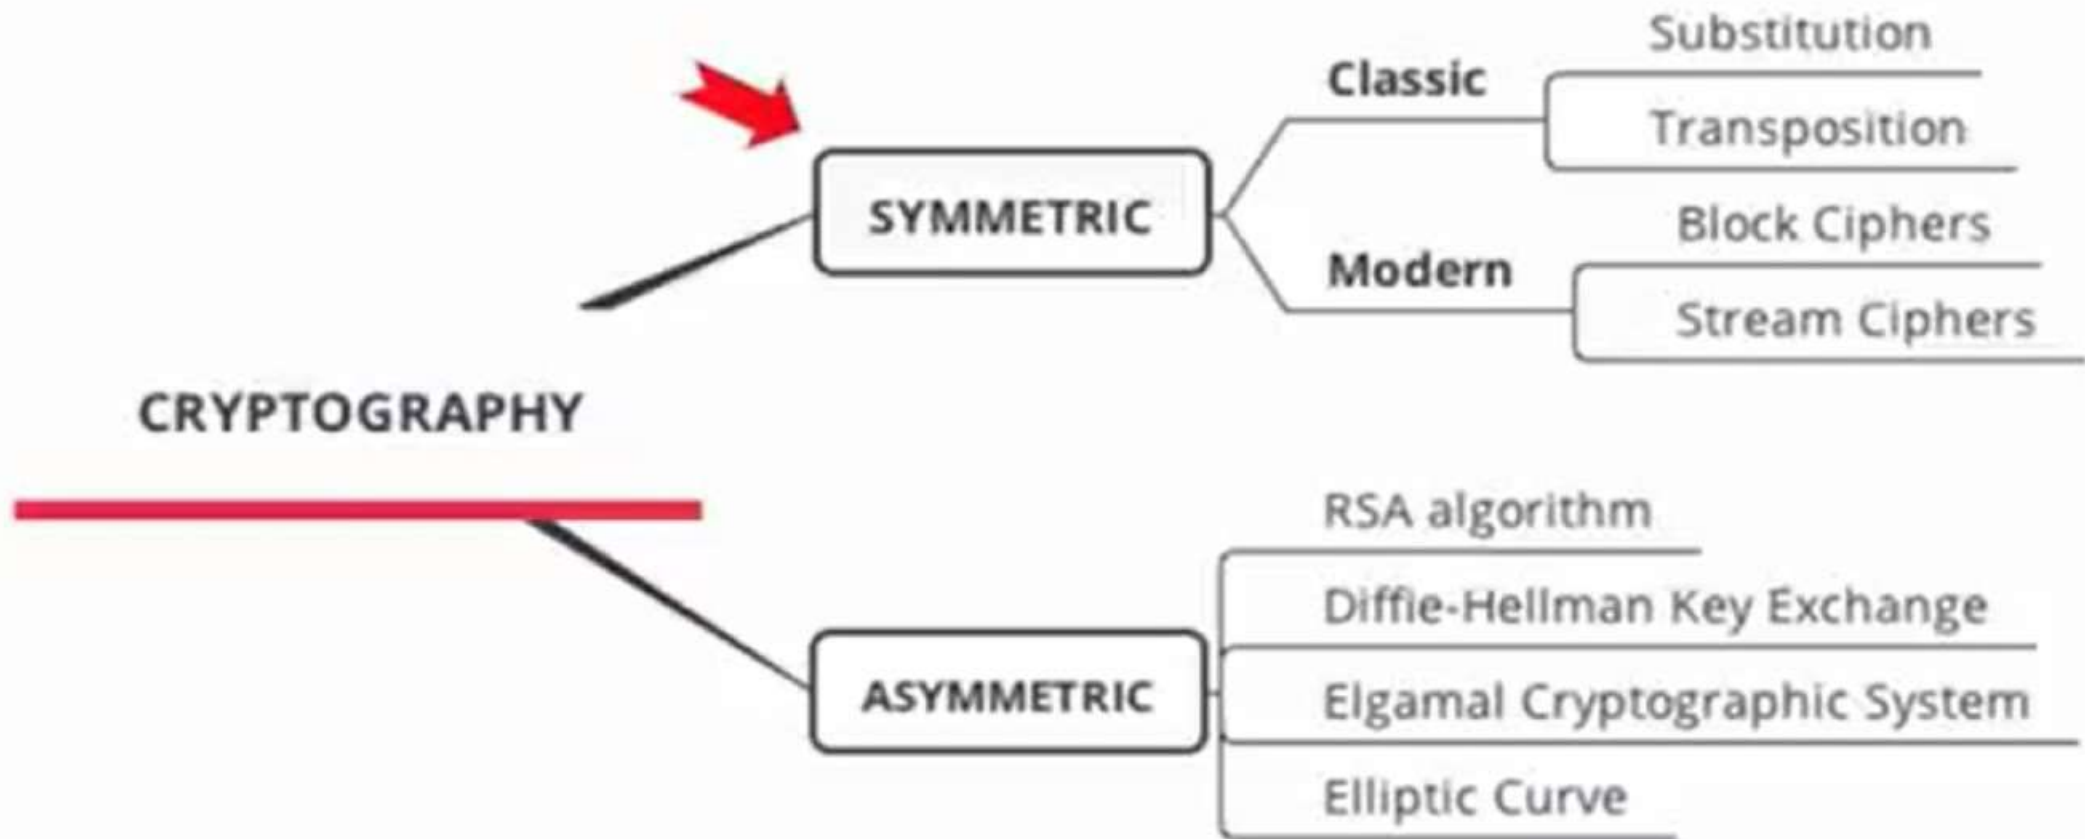 Substitution
Classic
Transposition
SYMMETRIC
Block Ciphers
Modern
Stream Ciphers
CRYPTOGRAPHY
RSA algorithm
Diffie-Hellman Key Exchange
ASYMMETRIC
Elgamal Cryptographic System
Elliptic Curve